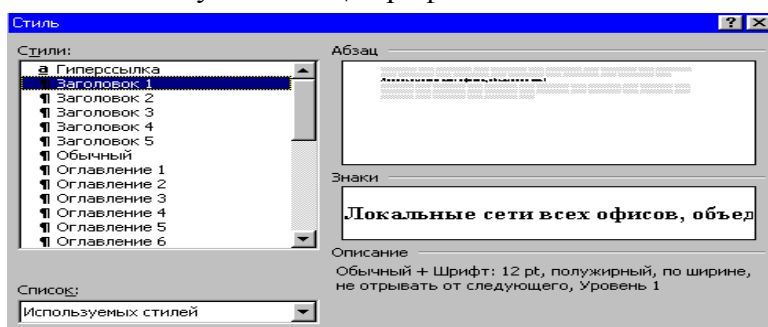 Стиль
Стили:
a Гиперссылка
¶ Заголовок 1
¶ Заголовок 2
¶ Заголовок 3
¶ Заголовок 4
¶ Заголовок 5
¶ Обычный
¶ Оглавление 1
¶ Оглавление 2
¶ Оглавление 3
¶ Оглавление 4
¶ Оглавление 5
¶ Оглавление 6
Список:
Используемых стилей
Абзац
Знаки
Локальные сети всех офисов, объед
Описание
Обычный + Шрифт: 12 pt, полужирный, по ширине,
не отрывать от следующего, Уровень 1